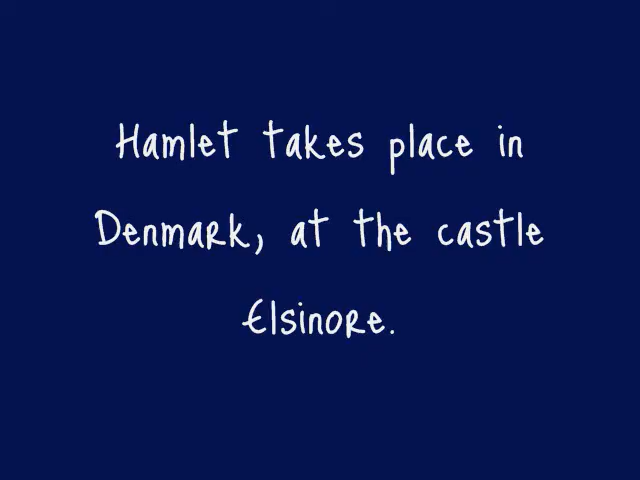 Hamlet takes place in
Denmark, at the castle
Elsinore.